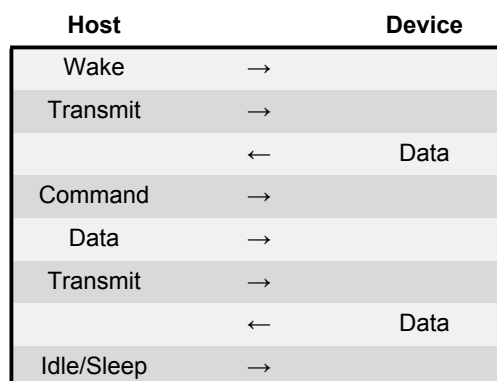 Host Device
Wake →
Transmit →
← Data
Command →
Data →
Transmit →
← Data
Idle/Sleep →